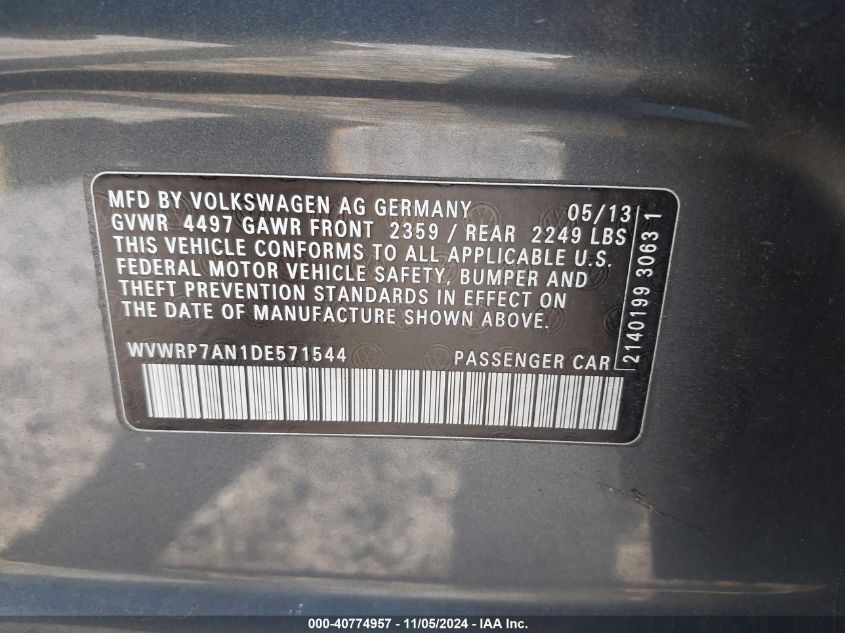 MFD BY VOLKSWAGEN AG GERMANY 05/13
GVWR 4497 GAWR FRONT 2359 / REAR 2249 LBS
THIS VEHICLE CONFORMS TO ALL APPLICABLE U.S.
FEDERAL MOTOR VEHICLE SAFETY, BUMPER AND
THEFT PREVENTION STANDARDS IN EFFECT ON
THE DATE OF MANUFACTURE SHOWN ABOVE.
WVWRP7AN1DE571544 PASSENGER CAR
2140199 3063 1
000-40774957 - 11/05/2024 - IAA Inc.